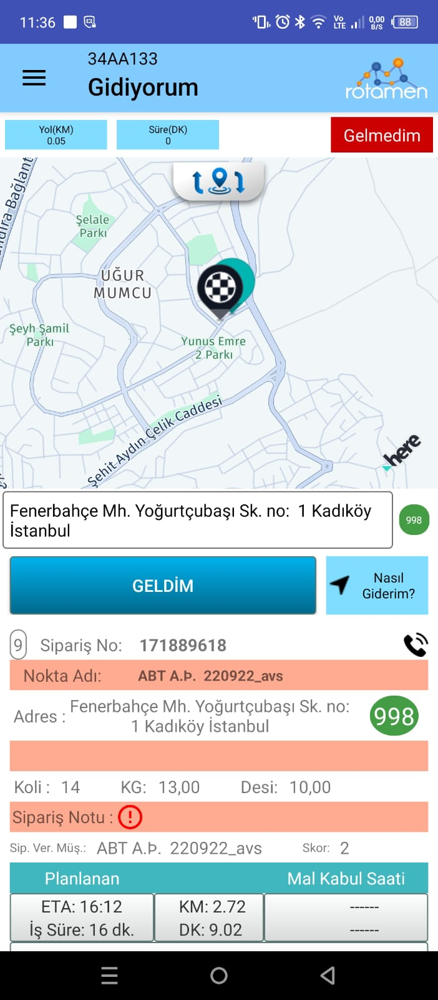 11:36
Vo LTE
0,00 B/S
88
34AA133
Gidiyorum
rotamen
Yol(KM)
0.05
Süre(DK)
0
Gelmedim
Şelale
Parkı
UĞUR
MUMCU
Şeyh Şamil
Parkı
Yunus Emre
2 Parkı
Şehit Aydın Çelik Caddesi
here
Fenerbahçe Mh. Yoğurtçubaşı Sk. no:  1 Kadıköy
İstanbul
998
GELDİM
Nasıl
Giderim?
9 Sipariş No: 171889618
Nokta Adı: ABT A.Þ. 220922_avs
Adres : Fenerbahçe Mh. Yoğurtçubaşı Sk. no:
1 Kadıköy İstanbul
998
Koli : 14 KG: 13,00 Desi: 10,00
Sipariş Notu : !
Sip. Ver. Müş.: ABT A.Þ. 220922_avs Skor: 2
Planlanan Mal Kabul Saati
ETA: 16:12 KM: 2.72 ------
İş Süre: 16 dk. DK: 9.02 ------